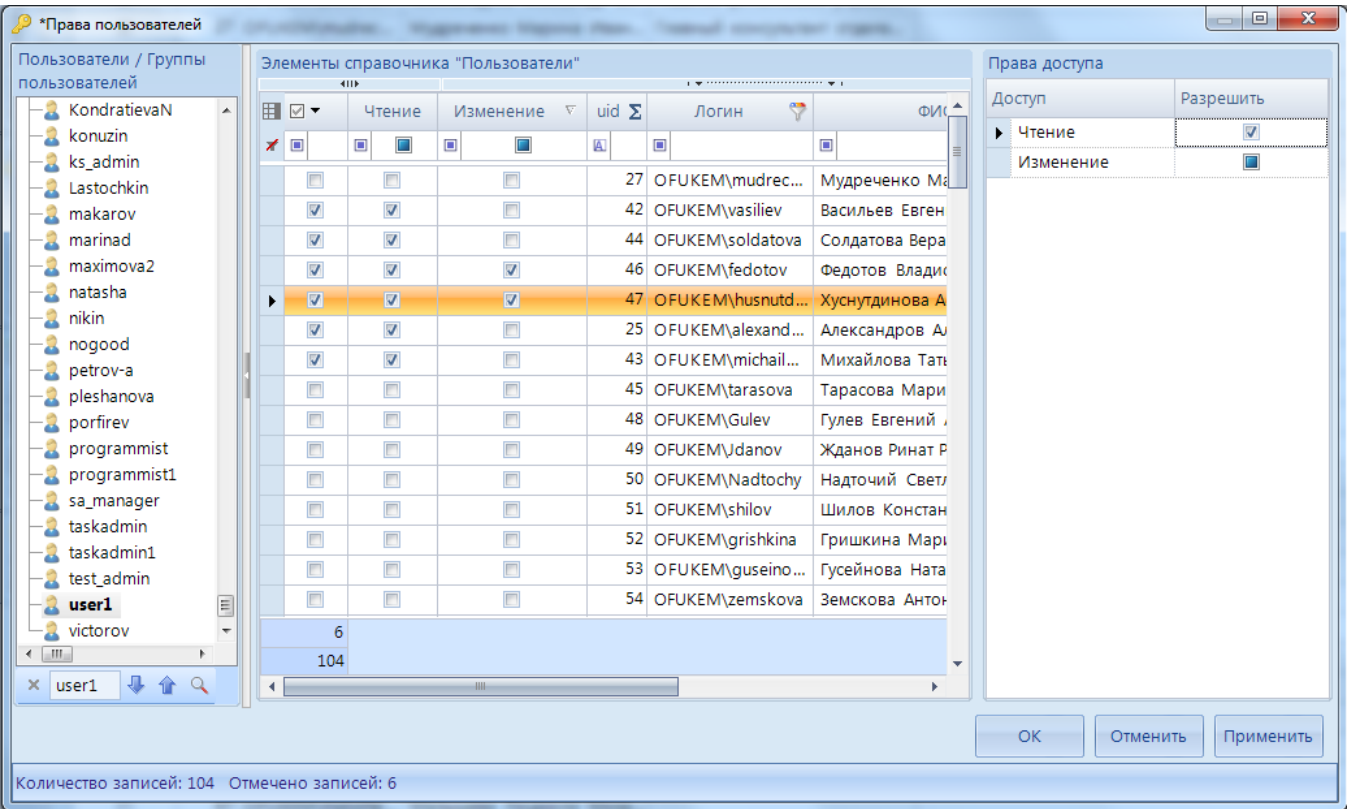 *Права пользователей
Пользователи / Группы
пользователей
KondratievaN
konuzin
ks_admin
Lastochkin
makarov
marinad
maximova2
natasha
nikin
nogood
petrov-a
pleshanova
porfirev
programmist
programmist1
sa_manager
taskadmin
taskadmin1
test_admin
user1
victorov
user1
Элементы справочника "Пользователи"
Чтение Изменение uid Σ Логин ФИО
27 OFUKEM\mudrec... Мудреченко Ма
42 OFUKEM\vasiliev Васильев Евген
44 OFUKEM\soldatova Солдатова Вера
46 OFUKEM\fedotov Федотов Владис
47 OFUKEM\husnutd... Хуснутдинова А
25 OFUKEM\alexand... Александров Ал
43 OFUKEM\michail... Михайлова Тать
45 OFUKEM\tarasova Тарасова Мари
48 OFUKEM\Gulev Гулев Евгений
49 OFUKEM\Jdanov Жданов Ринат Р
50 OFUKEM\Nadtochy Надточий Светл
51 OFUKEM\shilov Шилов Констан
52 OFUKEM\grishkina Гришкина Мари
53 OFUKEM\guseino... Гусейнова Ната
54 OFUKEM\zemskova Земскова Антон
6
104
Права доступа
Доступ Разрешить
Чтение
Изменение
OK Отменить Применить
Количество записей: 104 Отмечено записей: 6